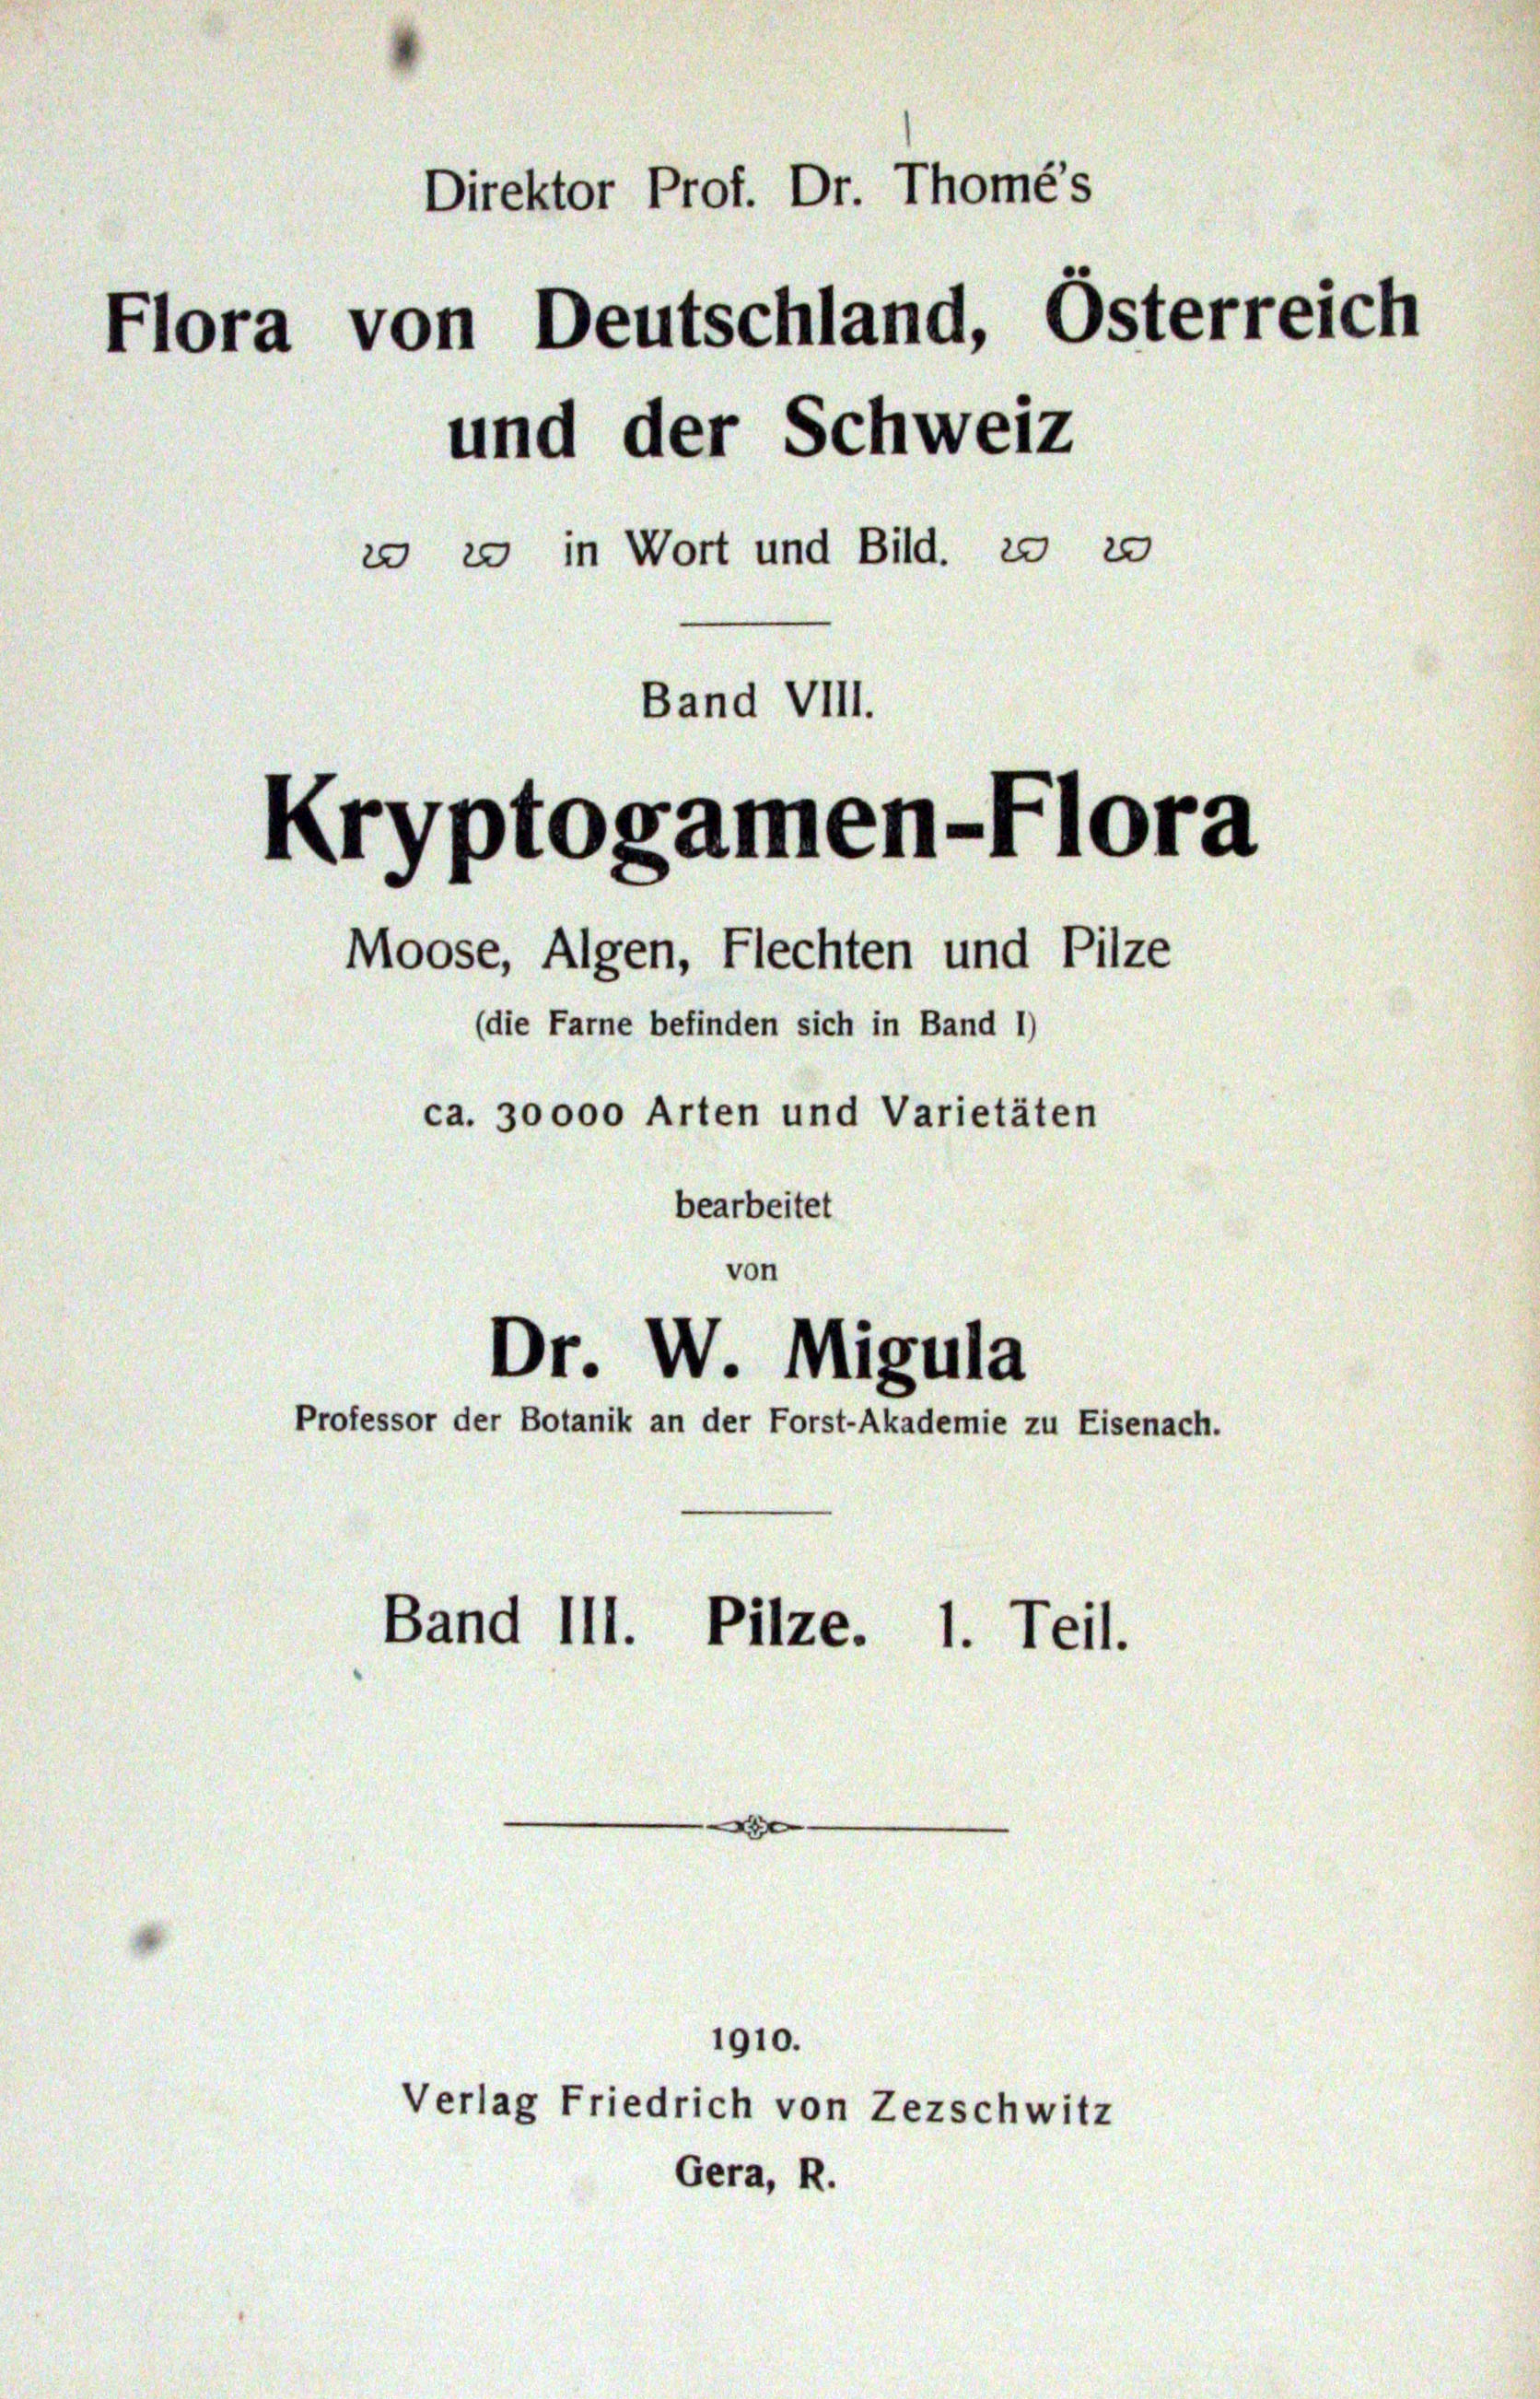 Direktor Prof. Dr. Thomé's
Flora von Deutschland, Österreich
und der Schweiz
in Wort und Bild.
Band VIII.
Kryptogamen-Flora
Moose, Algen, Flechten und Pilze
(die Farne befinden sich in Band I)
ca. 30000 Arten und Varietäten
bearbeitet
von
Dr. W. Migula
Professor der Botanik an der Forst-Akademie zu Eisenach.
Band III. Pilze. 1. Teil.
1910.
Verlag Friedrich von Zezschwitz
Gera, R.